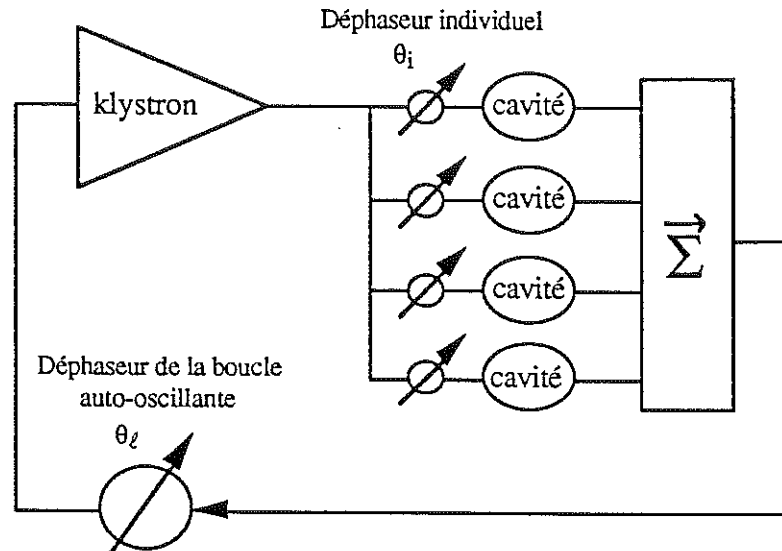 Déphaseur individuel
θi
klystron
cavité
cavité
cavité
cavité
∑
Déphaseur de la boucle
auto-oscillante
θℓ